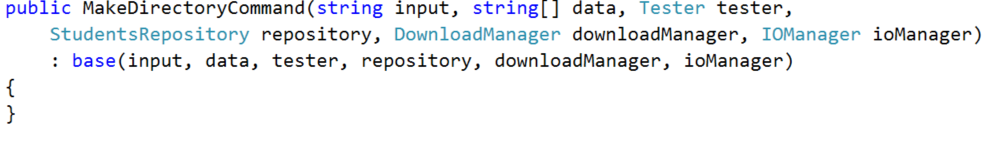 public MakeDirectoryCommand(string input, string[] data, Tester tester,
    StudentsRepository repository, DownloadManager downloadManager, IOManager ioManager)
    : base(input, data, tester, repository, downloadManager, ioManager)
{
}